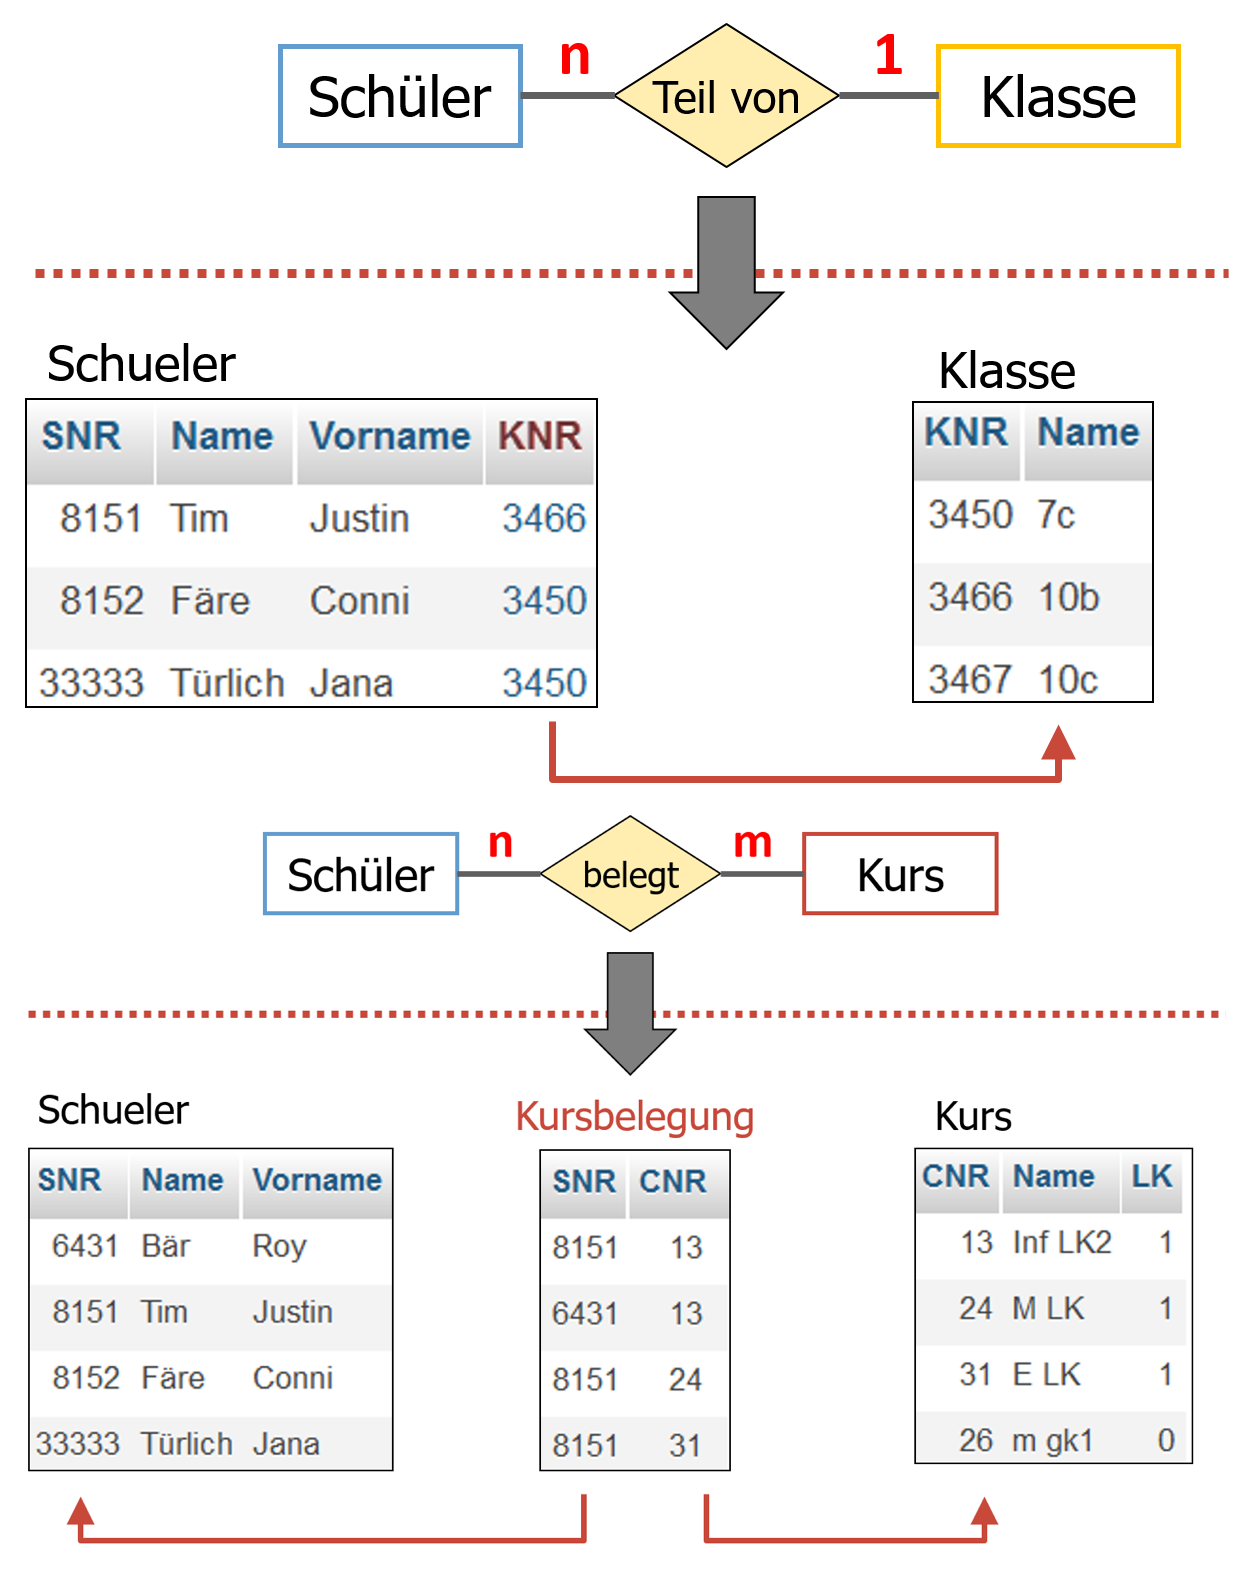 Schüler n Teil von 1 Klasse
Schueler
SNR Name Vorname KNR
8151 Tim Justin 3466
8152 Färe Conni 3450
33333 Türlich Jana 3450
Klasse
KNR Name
3450 7c
3466 10b
3467 10c
Schüler n belegt m Kurs
Schueler
SNR Name Vorname
6431 Bär Roy
8151 Tim Justin
8152 Färe Conni
33333 Türlich Jana
Kursbelegung
SNR CNR
8151 13
6431 13
8151 24
8151 31
Kurs
CNR Name LK
13 Inf LK2 1
24 M LK 1
31 E LK 1
26 m gk1 0